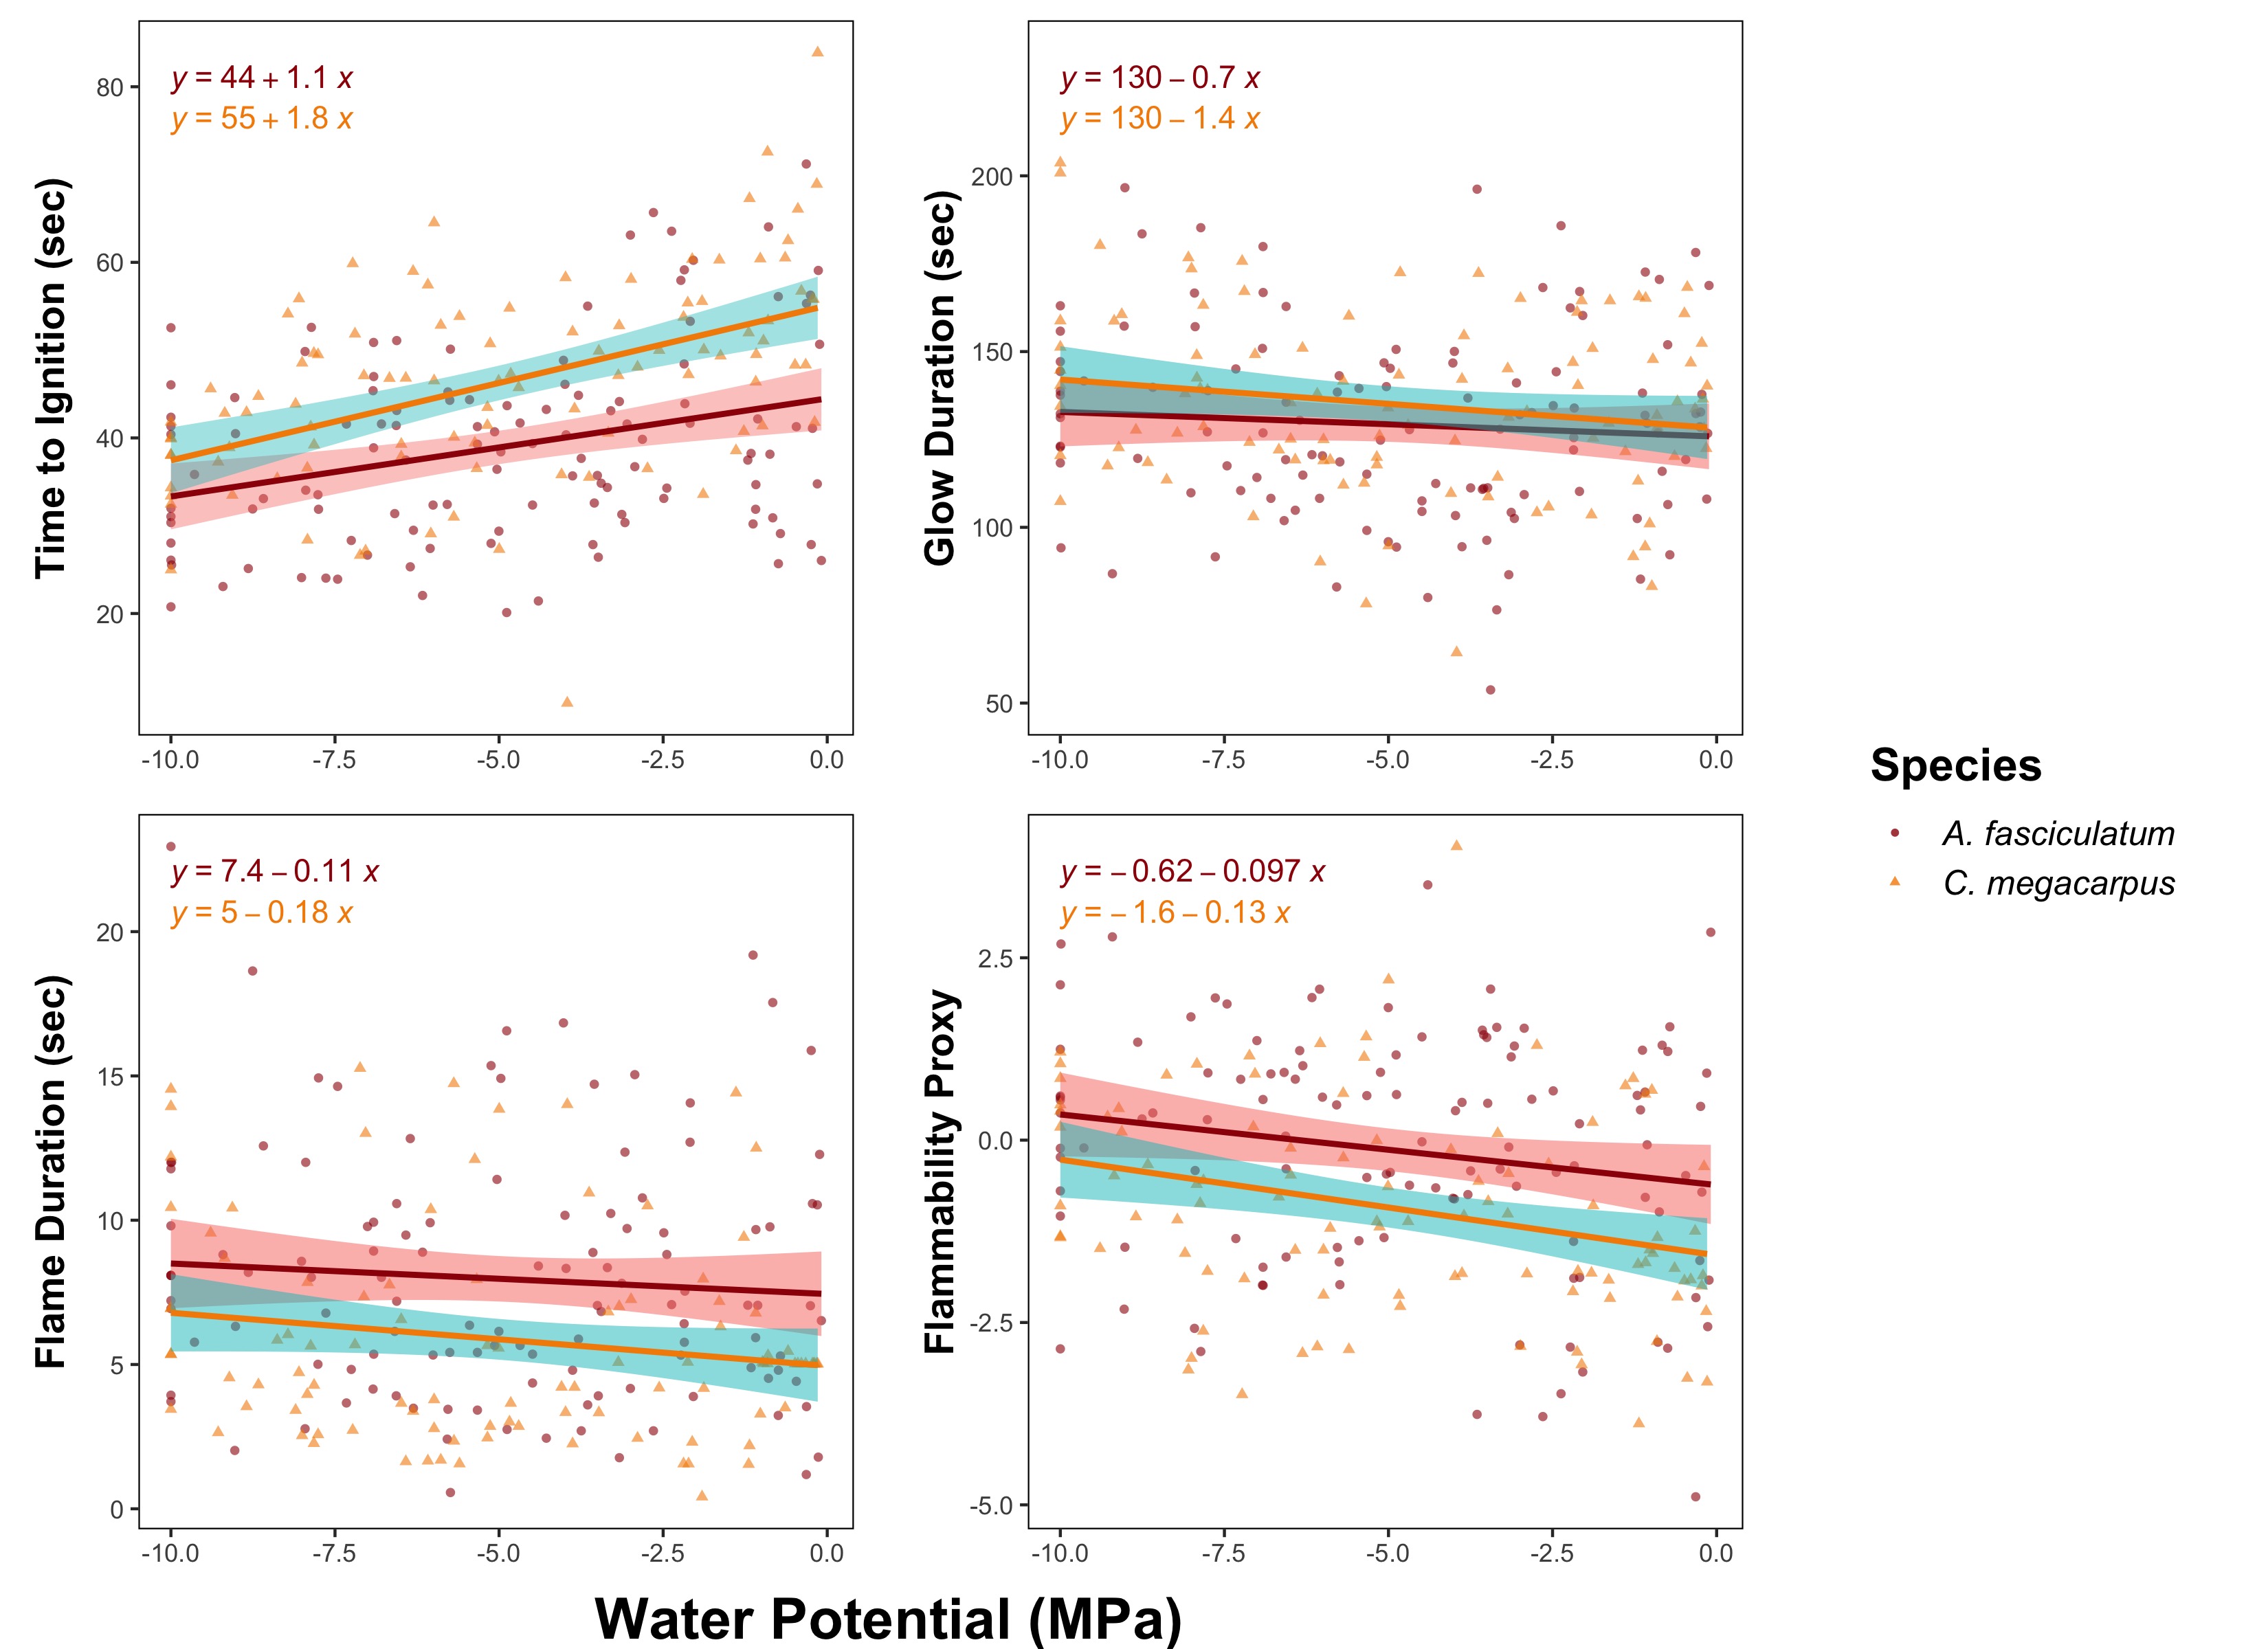 y = 44 + 1.1 x
y = 55 + 1.8 x
80
60
40
20
-10.0 -7.5 -5.0 -2.5 0.0
Time to Ignition (sec)
y = 130 – 0.7 x
y = 130 – 1.4 x
200
150
100
50
-10.0 -7.5 -5.0 -2.5 0.0
Glow Duration (sec)
y = 7.4 – 0.11 x
y = 5 – 0.18 x
20
15
10
5
0
-10.0 -7.5 -5.0 -2.5 0.0
Flame Duration (sec)
y = – 0.62 – 0.097 x
y = – 1.6 – 0.13 x
2.5
0.0
-2.5
-5.0
-10.0 -7.5 -5.0 -2.5 0.0
Flammability Proxy
Water Potential (MPa)
Species
A. fasciculatum
C. megacarpus